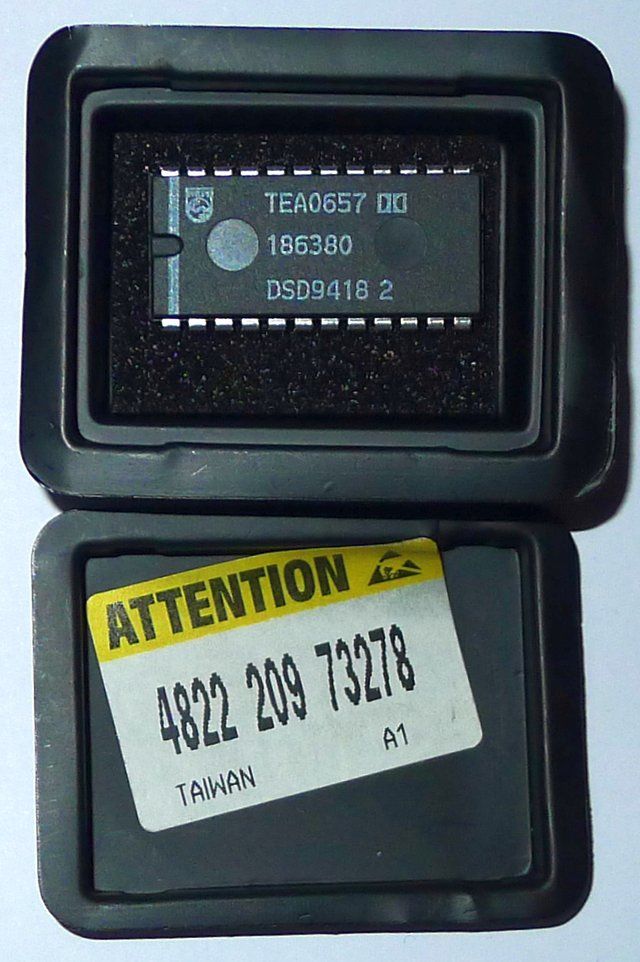 TEA0657
186380
DSD9418 2
ATTENTION
4822 209 73278
A1
TAIWAN